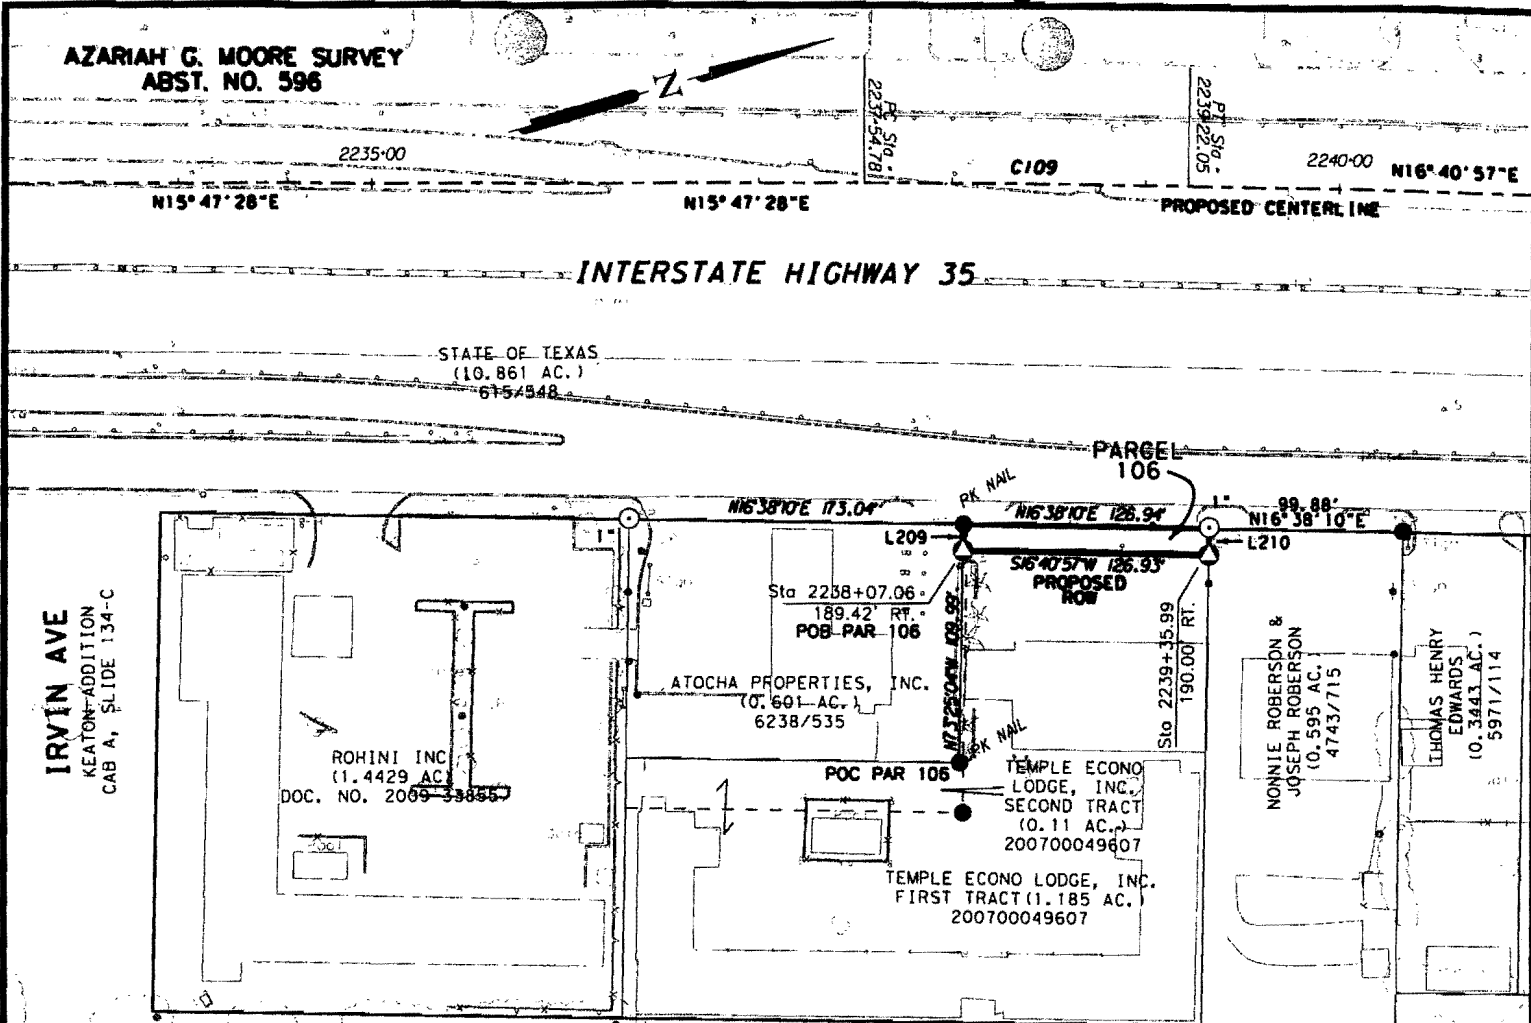 AZARIAH G. MOORE SURVEY
ABST. NO. 596
N
2235+00
PC Sta.
2237+54.78
C109
PT Sta.
2239+22.05
2240+00
N16°40'57"E
N15°47'28"E
N15°47'28"E
PROPOSED CENTERLINE
INTERSTATE HIGHWAY 35
STATE OF TEXAS
(10.861 AC.)
615/548
PARCEL
106
PK NAIL
N16°38'10"E 173.04'
N16°38'10"E 126.94'
1"
99.88'
N16°38'10"E
1"
L209
L210
S16°40'57"W 126.93'
PROPOSED
ROW
Sta 2238+07.06
189.42' RT.
POB PAR 106
Sta 2239+35.99
190.00' RT.
N73°25'04"W 109.99'
ATOCHA PROPERTIES, INC.
(0.601 AC.)
6238/535
PK NAIL
POC PAR 106
IRVIN AVE
KEATON ADDITION
CAB A, SLIDE 134-C
ROHINI INC
(1.4429 AC)
DOC. NO. 2009
TEMPLE ECONO
LODGE, INC.
SECOND TRACT
(0.11 AC.)
200700049607
TEMPLE ECONO LODGE, INC.
FIRST TRACT(1.185 AC.)
200700049607
NONNIE ROBERSON &
JOSEPH ROBERSON
(0.595 AC.)
4743/715
THOMAS HENRY
EDWARDS
(0.3443 AC.)
5971/114